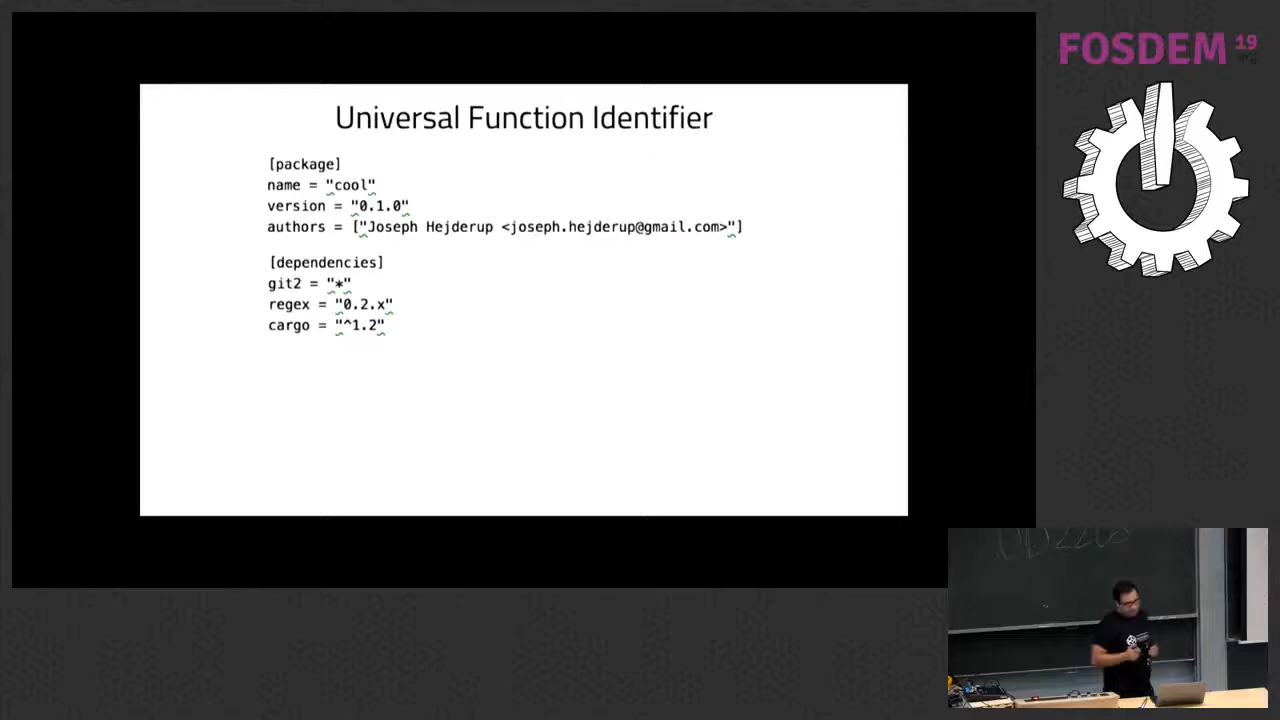 FOSDEM 19
.org
Universal Function Identifier
[package]
name = "cool"
version = "0.1.0"
authors = ["Joseph Hejderup <joseph.hejderup@gmail.com>"]
[dependencies]
git2 = "*"
regex = "0.2.x"
cargo = "^1.2"